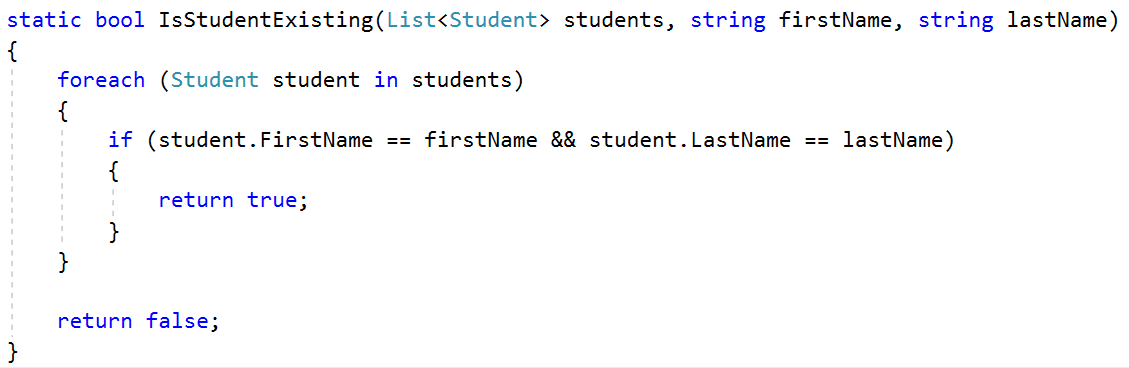 static bool IsStudentExisting(List<Student> students, string firstName, string lastName)
{
    foreach (Student student in students)
    {
        if (student.FirstName == firstName && student.LastName == lastName)
        {
            return true;
        }
    }

    return false;
}